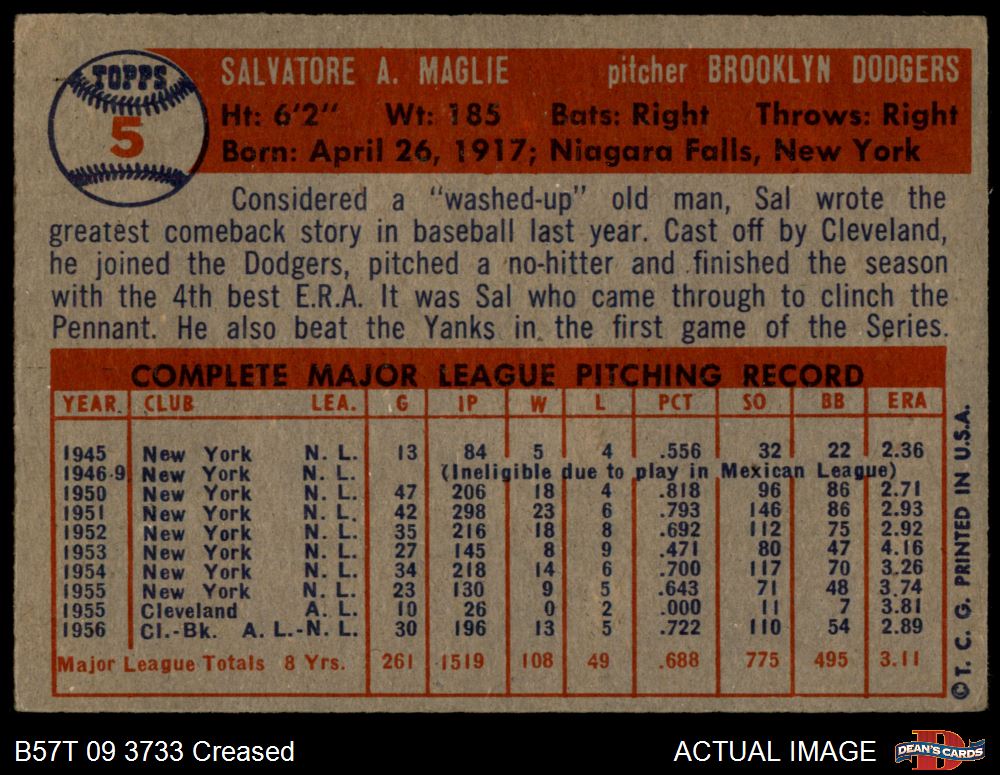 TOPPS
5
SALVATORE A. MAGLIE pitcher BROOKLYN DODGERS
Ht: 6'2" Wt: 185 Bats: Right Throws: Right
Born: April 26, 1917; Niagara Falls, New York
Considered a "washed-up" old man, Sal wrote the
greatest comeback story in baseball last year. Cast off by Cleveland,
he joined the Dodgers, pitched a no-hitter and finished the season
with the 4th best E.R.A. It was Sal who came through to clinch the
Pennant. He also beat the Yanks in the first game of the Series.
COMPLETE MAJOR LEAGUE PITCHING RECORD
YEAR CLUB LEA. G IP W L PCT SO BB ERA
1945 New York N. L. 13 84 5 4 .556 32 22 2.36
1946-9 New York N. L. (Ineligible due to play in Mexican League)
1950 New York N. L. 47 206 18 4 .818 96 86 2.71
1951 New York N. L. 42 298 23 6 .793 146 86 2.93
1952 New York N. L. 35 216 18 8 .692 112 75 2.92
1953 New York N. L. 27 145 8 9 .471 80 47 4.16
1954 New York N. L. 34 218 14 6 .700 117 70 3.26
1955 New York N. L. 23 130 9 5 .643 71 48 3.74
1955 Cleveland A. L. 10 26 0 2 .000 11 7 3.81
1956 Cl.-Bk. A. L.-N. L. 30 196 13 5 .722 110 54 2.89
Major League Totals 8 Yrs. 261 1519 108 49 .688 775 495 3.11
© T. C. G. PRINTED IN U.S.A.
B57T 09 3733 Creased ACTUAL IMAGE
D
DEAN'S CARDS